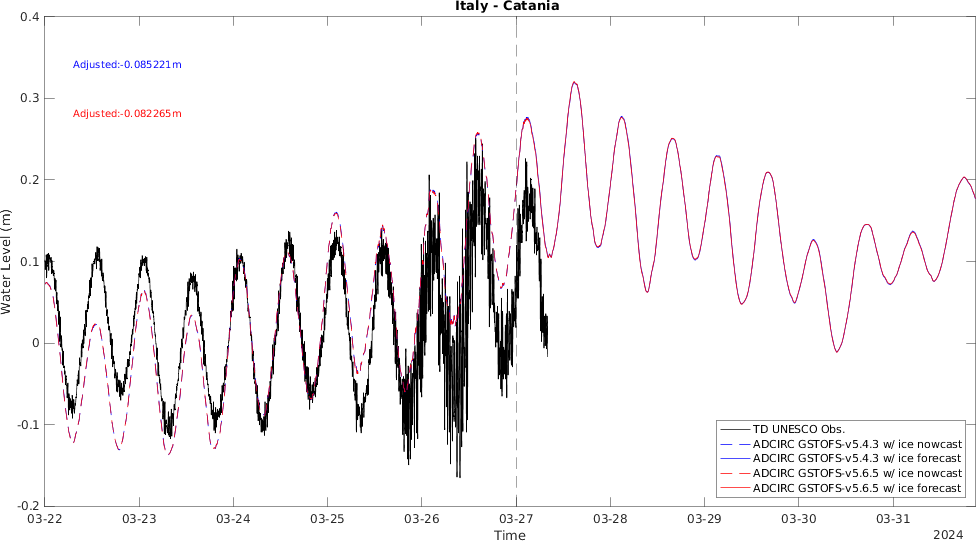 Italy - Catania
0.4
0.3
0.2
0.1
0
-0.1
-0.2
Water Level (m)
Adjusted:-0.085221m
Adjusted:-0.082265m
TD UNESCO Obs.
ADCIRC GSTOFS-v5.4.3 w/ ice nowcast
ADCIRC GSTOFS-v5.4.3 w/ ice forecast
ADCIRC GSTOFS-v5.6.5 w/ ice nowcast
ADCIRC GSTOFS-v5.6.5 w/ ice forecast
03-22 03-23 03-24 03-25 03-26 03-27 03-28 03-29 03-30 03-31
Time
2024